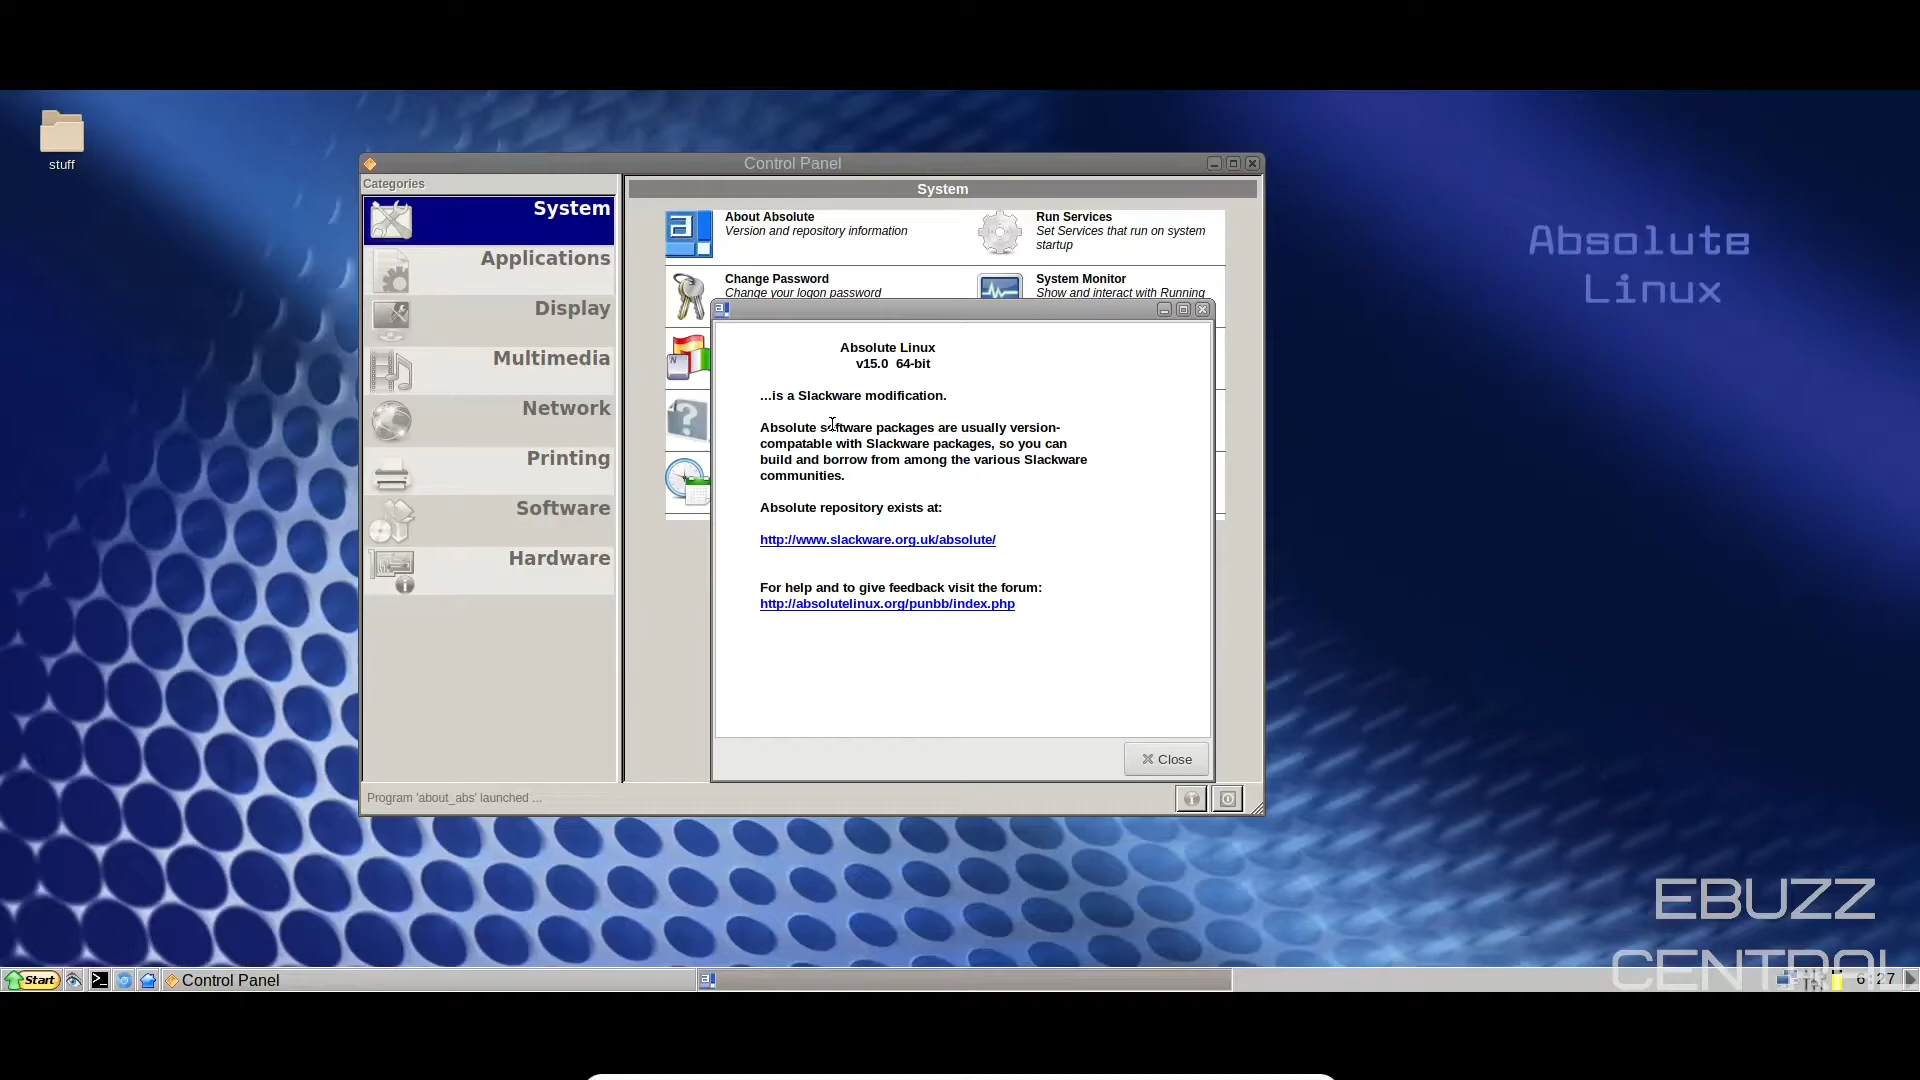 stuff
Control Panel
Categories
System
Applications
Display
Multimedia
Network
Printing
Software
Hardware
System
About Absolute
Version and repository information
Run Services
Set Services that run on system
startup
Change Password
Change your logon password
System Monitor
Show and interact with Running
Absolute Linux
v15.0 64-bit
...is a Slackware modification.
Absolute software packages are usually version-
compatable with Slackware packages, so you can
build and borrow from among the various Slackware
communities.
Absolute repository exists at:
http://www.slackware.org.uk/absolute/
For help and to give feedback visit the forum:
http://absolutelinux.org/punbb/index.php
Close
Program 'about_abs' launched ...
Absolute
Linux
EBUZZ
CENTRAL
Start
Control Panel
6:27